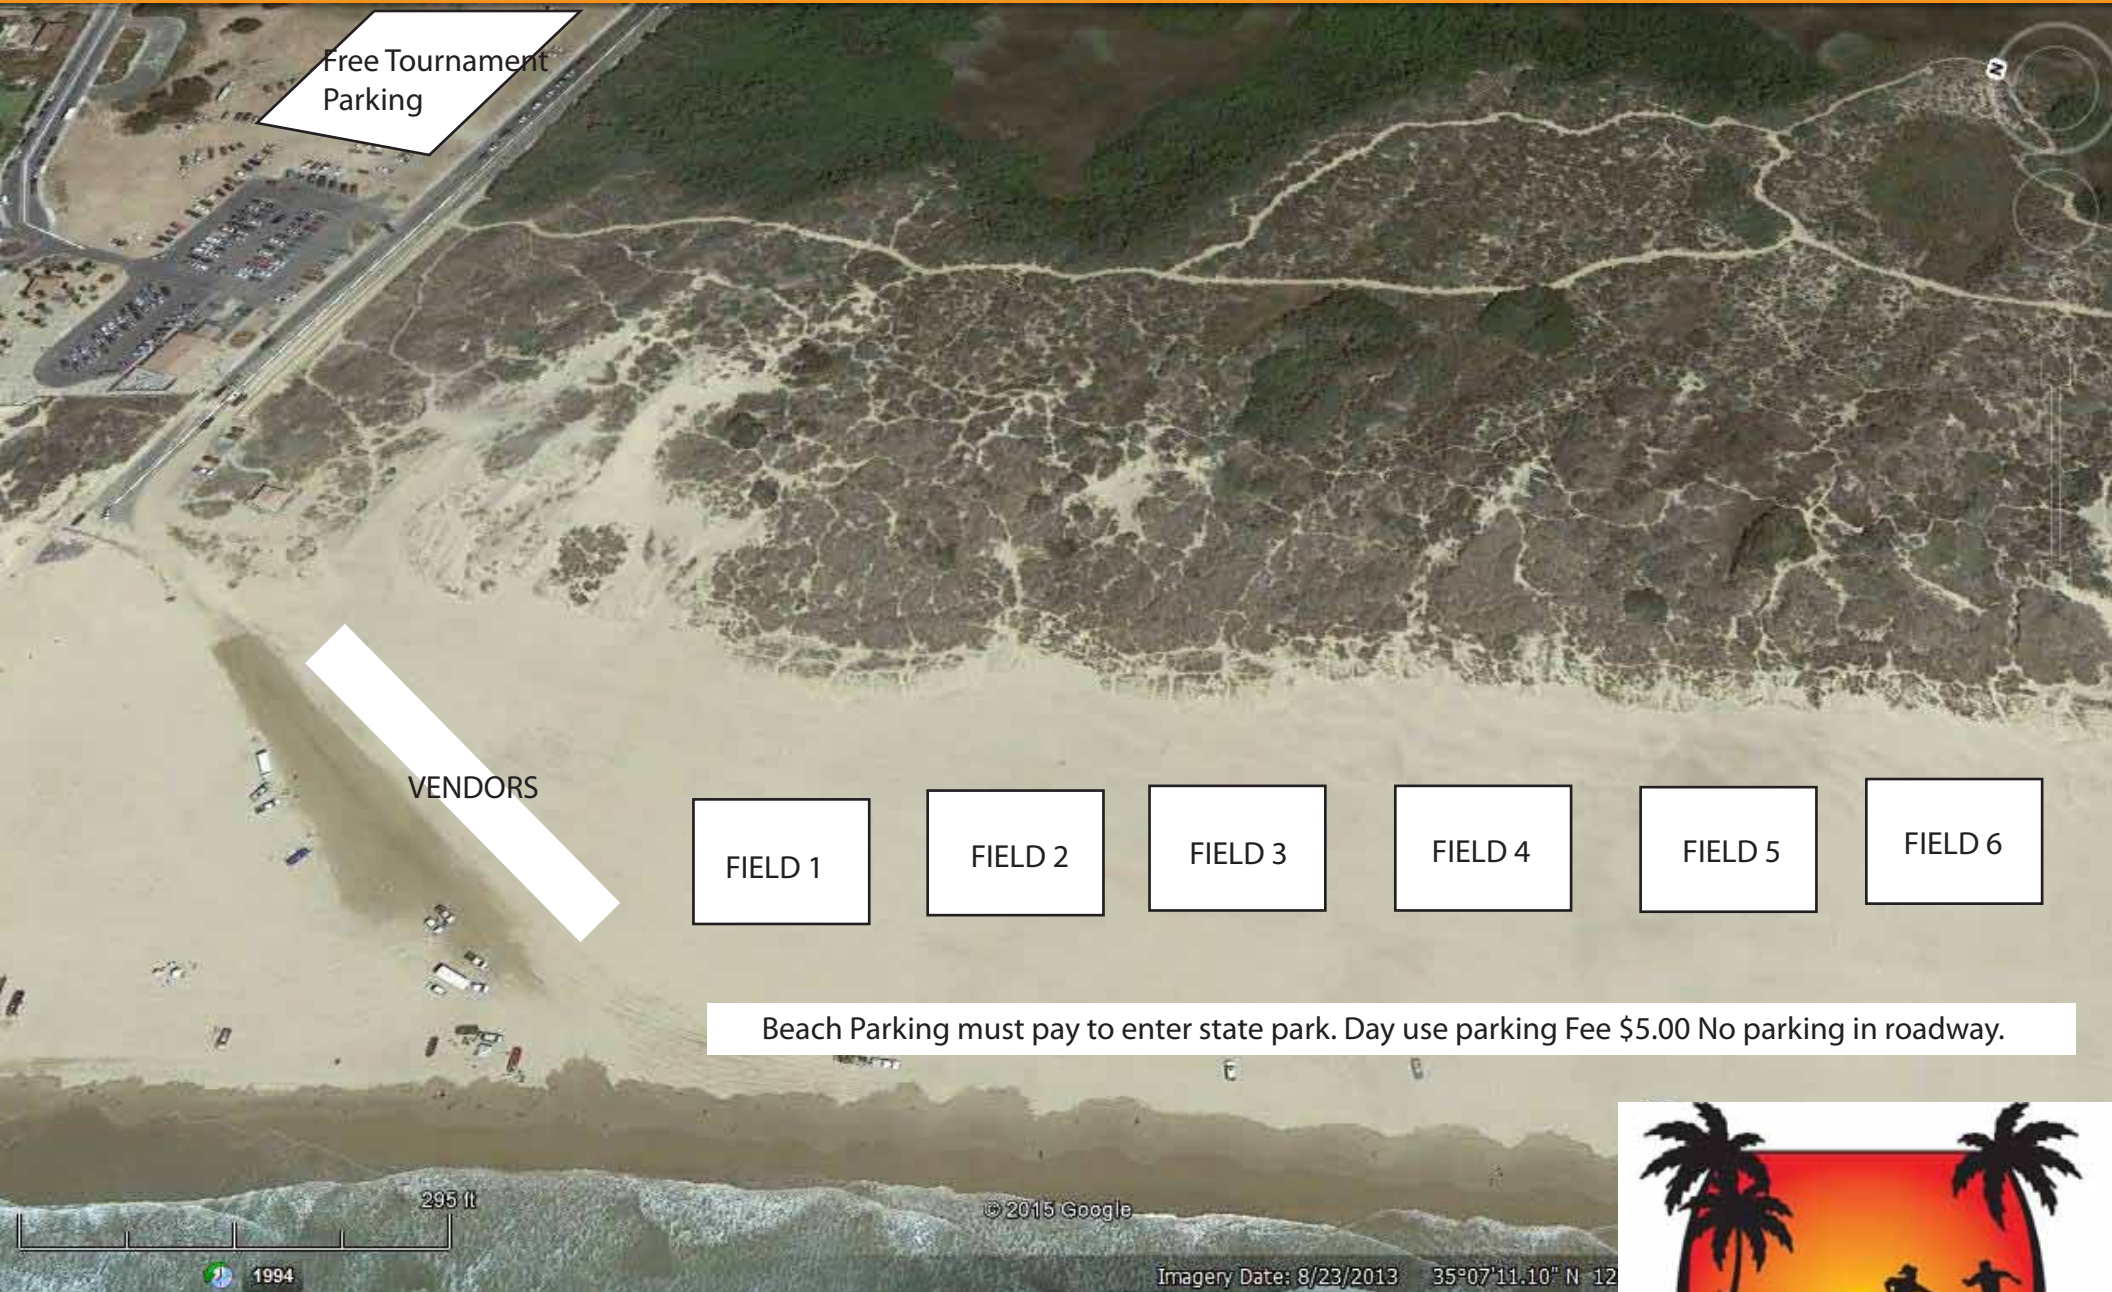 Free Tournament
Parking
N
VENDORS
FIELD 1
FIELD 2
FIELD 3
FIELD 4
FIELD 5
FIELD 6
Beach Parking must pay to enter state park. Day use parking Fee $5.00 No parking in roadway.
295 ft
© 2015 Google
1994
Imagery Date: 8/23/2013 35°07'11.10" N 12